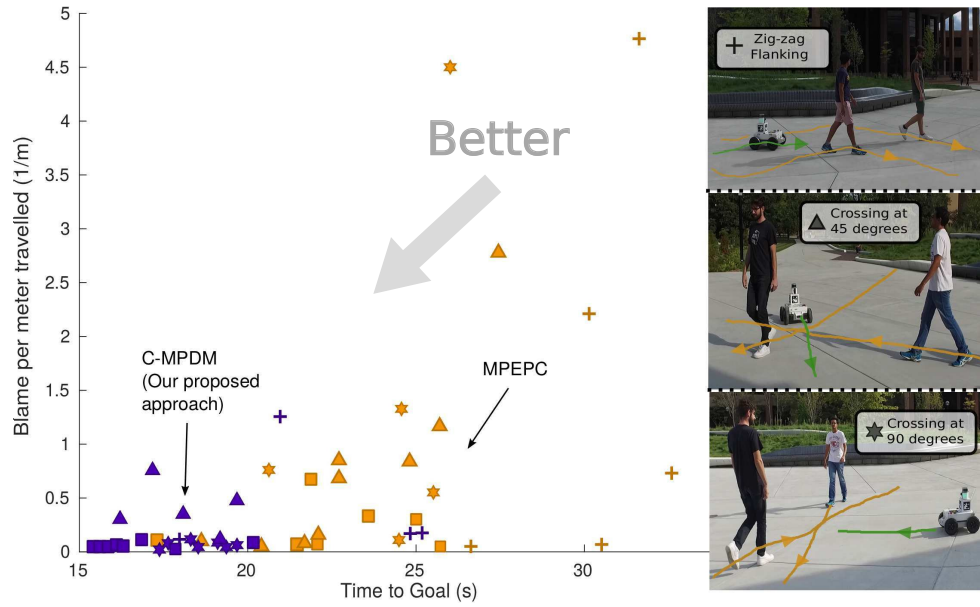 5
4.5
4
3.5
3
2.5
2
1.5
1
0.5
0
15
20
25
30
Blame per meter travelled (1/m)
Time to Goal (s)
Better
C-MPDM
(Our proposed
approach)
MPEPC
Zig-zag
Flanking
Crossing at
45 degrees
Crossing at
90 degrees